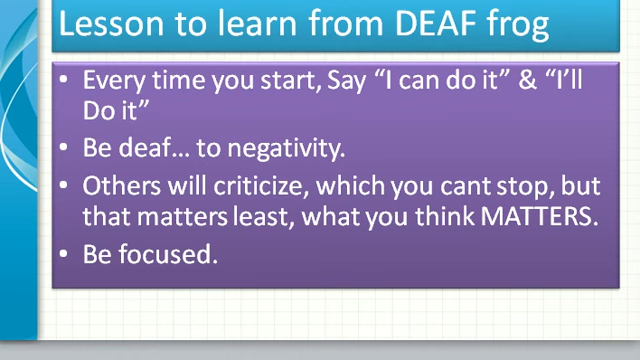 Lesson to learn from DEAF frog
• Every time you start, Say “I can do it” & “I’ll
Do it”
• Be deaf… to negativity.
• Others will criticize, which you cant stop, but
that matters least, what you think MATTERS.
• Be focused.